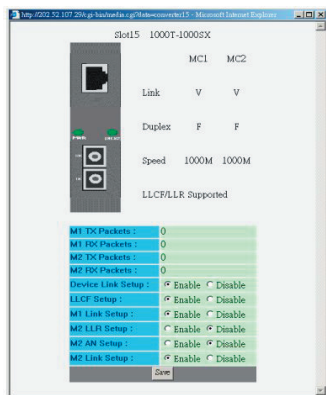 http://202.52.107.29/cgi-bin/media.cgi?data=converter15 - Microsoft Internet Explorer
Slot15 1000T-1000SX
MC1 MC2
Link V V
Duplex F F
PWR
Speed 1000M 1000M
LLCF/LLR Supported
M1 TX Packets : 0
M1 RX Packets : 0
M2 TX Packets : 0
M2 RX Packets : 0
Device Link Setup : Enable Disable
LLCF Setup : Enable Disable
M1 Link Setup : Enable Disable
M2 LLR Setup : Enable Disable
M2 AN Setup : Enable Disable
M2 Link Setup : Enable Disable
Save